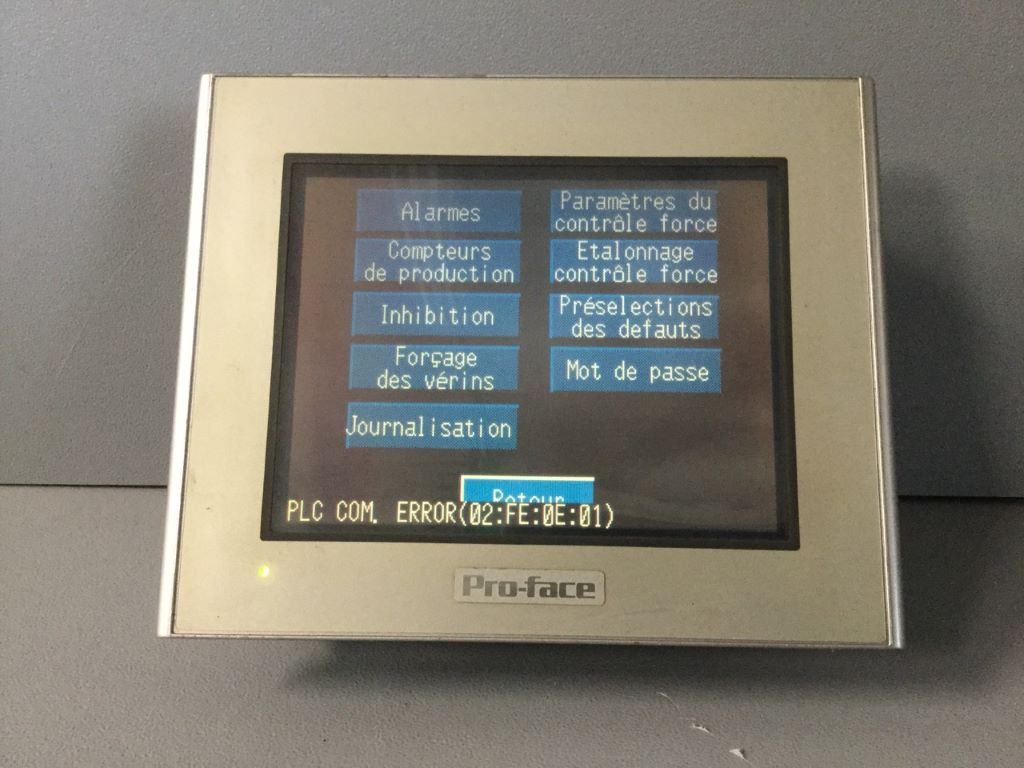 Alarmes
Compteurs
de production
Inhibition
Forçage
des vérins
Journalisation
Paramètres du
contrôle force
Etalonnage
contrôle force
Préselections
des defauts
Mot de passe
Retour
PLC COM. ERROR(02:FE:0E:01)
Pro-face